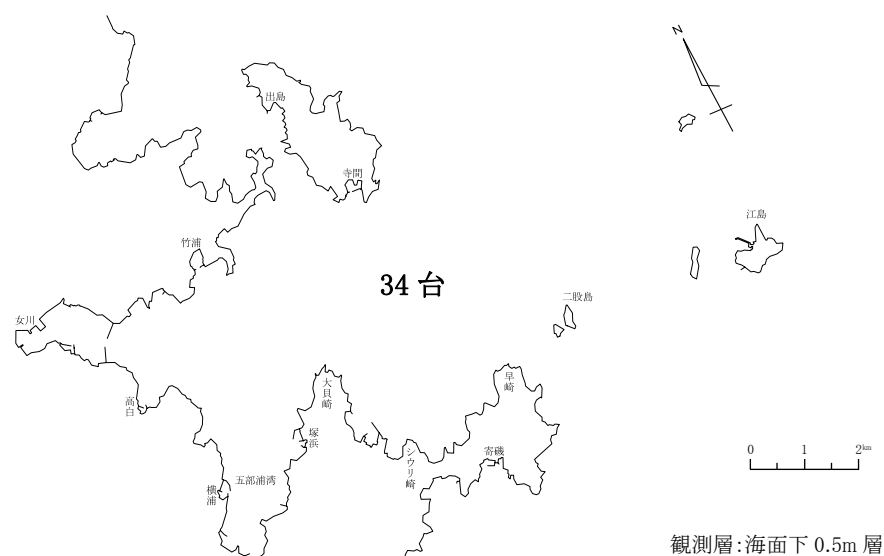 N
出島
寺間
江島
竹浦
34 台
二股島
女川
大貝崎
早崎
高白
塚浜
シウリ崎
寄磯
0 1 2km
五部浦湾
横浦
観測層:海面下 0.5m 層